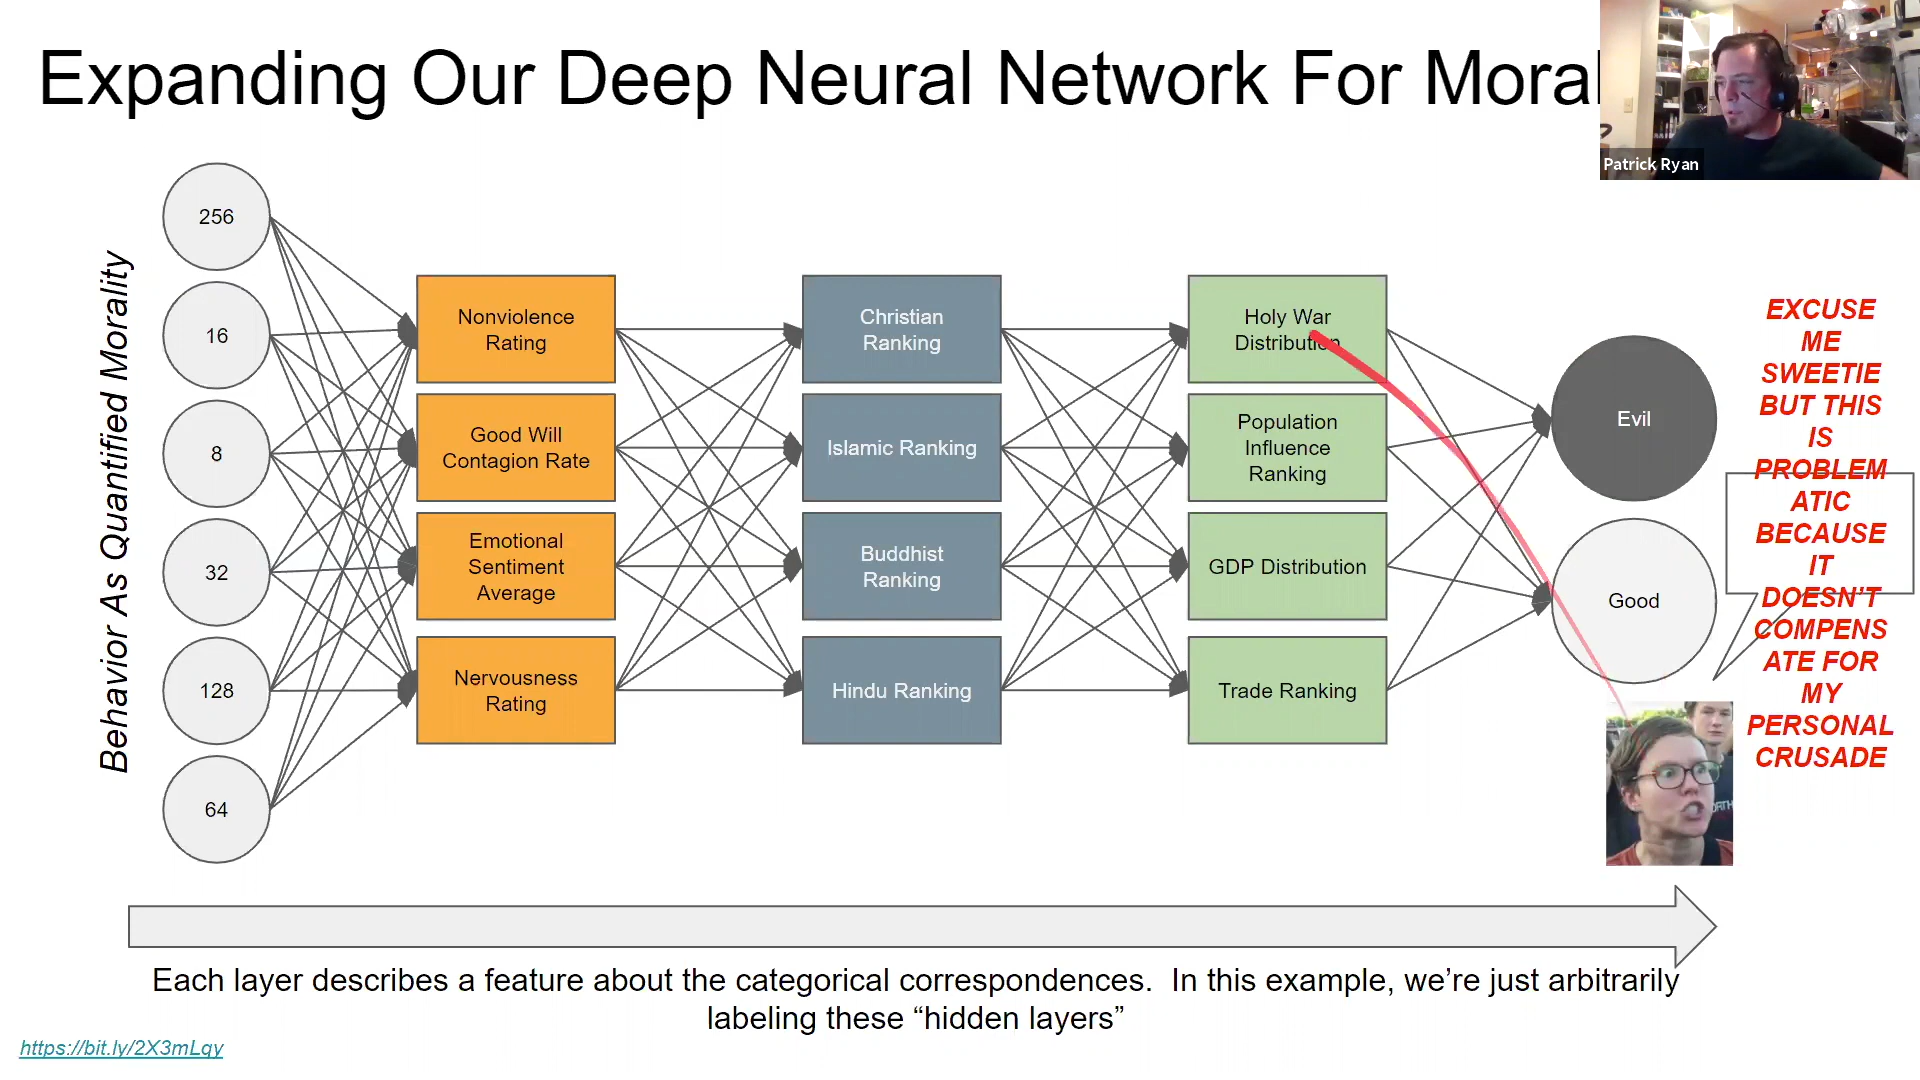 Expanding Our Deep Neural Network For Moral
Patrick Ryan
Behavior As Quantified Morality
256
16
8
32
128
64
Nonviolence
Rating
Good Will
Contagion Rate
Emotional
Sentiment
Average
Nervousness
Rating
Christian
Ranking
Islamic Ranking
Buddhist
Ranking
Hindu Ranking
Holy War
Distribution
Population
Influence
Ranking
GDP Distribution
Trade Ranking
Evil
Good
EXCUSE
ME
SWEETIE
BUT THIS
IS
PROBLEM
ATIC
BECAUSE
IT
DOESN'T
COMPENS
ATE FOR
MY
PERSONAL
CRUSADE
Each layer describes a feature about the categorical correspondences.  In this example, we're just arbitrarily
labeling these “hidden layers”
https://bit.ly/2X3mLqy